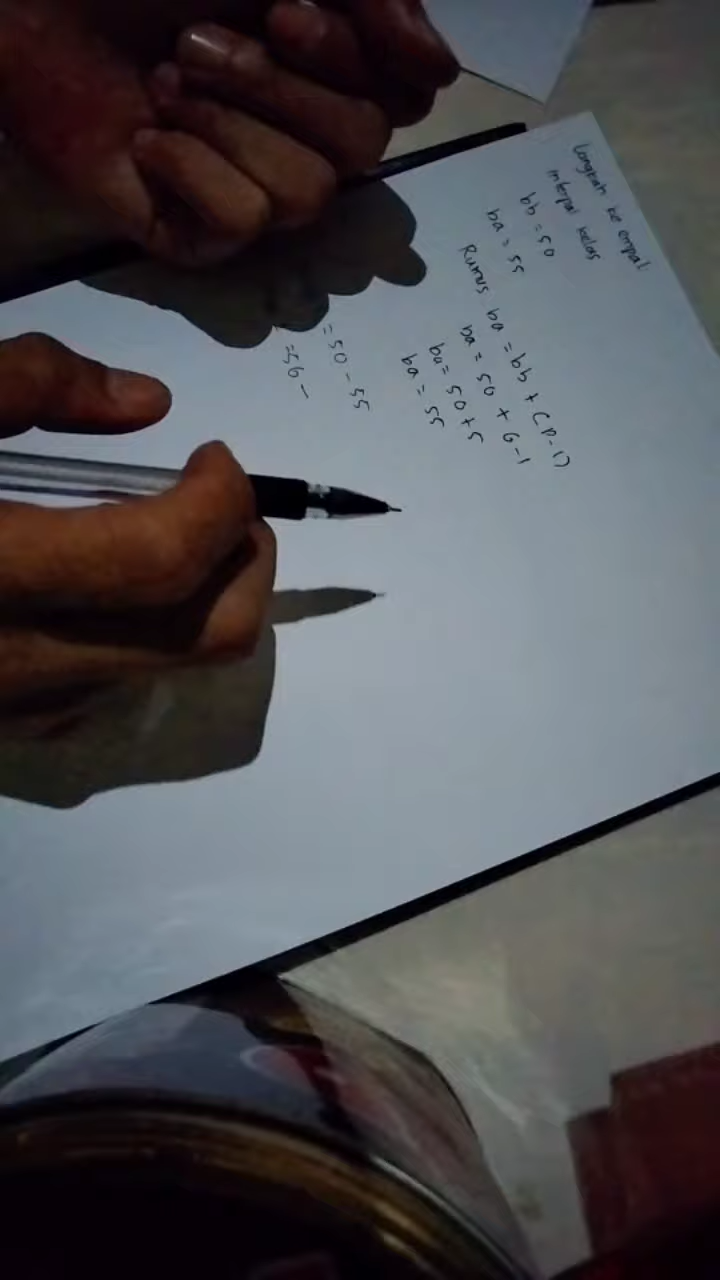 Langkah ke empat
interpal kelas
bb = 50
ba = 55
Rumus ba = bb + (P-1)
ba = 50 + 6-1
ba = 50+5
ba = 55
= 50 - 55
= 56 -